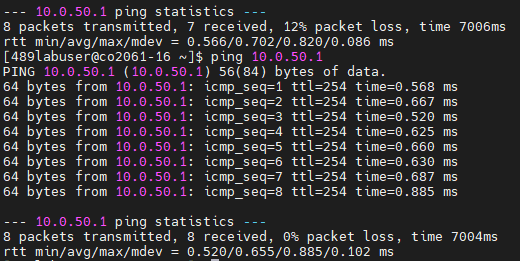 --- 10.0.50.1 ping statistics ---
8 packets transmitted, 7 received, 12% packet loss, time 7006ms
rtt min/avg/max/mdev = 0.566/0.702/0.820/0.086 ms
[489labuser@co2061-16 ~]$ ping 10.0.50.1
PING 10.0.50.1 (10.0.50.1) 56(84) bytes of data.
64 bytes from 10.0.50.1: icmp_seq=1 ttl=254 time=0.568 ms
64 bytes from 10.0.50.1: icmp_seq=2 ttl=254 time=0.667 ms
64 bytes from 10.0.50.1: icmp_seq=3 ttl=254 time=0.520 ms
64 bytes from 10.0.50.1: icmp_seq=4 ttl=254 time=0.625 ms
64 bytes from 10.0.50.1: icmp_seq=5 ttl=254 time=0.660 ms
64 bytes from 10.0.50.1: icmp_seq=6 ttl=254 time=0.630 ms
64 bytes from 10.0.50.1: icmp_seq=7 ttl=254 time=0.687 ms
64 bytes from 10.0.50.1: icmp_seq=8 ttl=254 time=0.885 ms
--- 10.0.50.1 ping statistics ---
8 packets transmitted, 8 received, 0% packet loss, time 7004ms
rtt min/avg/max/mdev = 0.520/0.655/0.885/0.102 ms